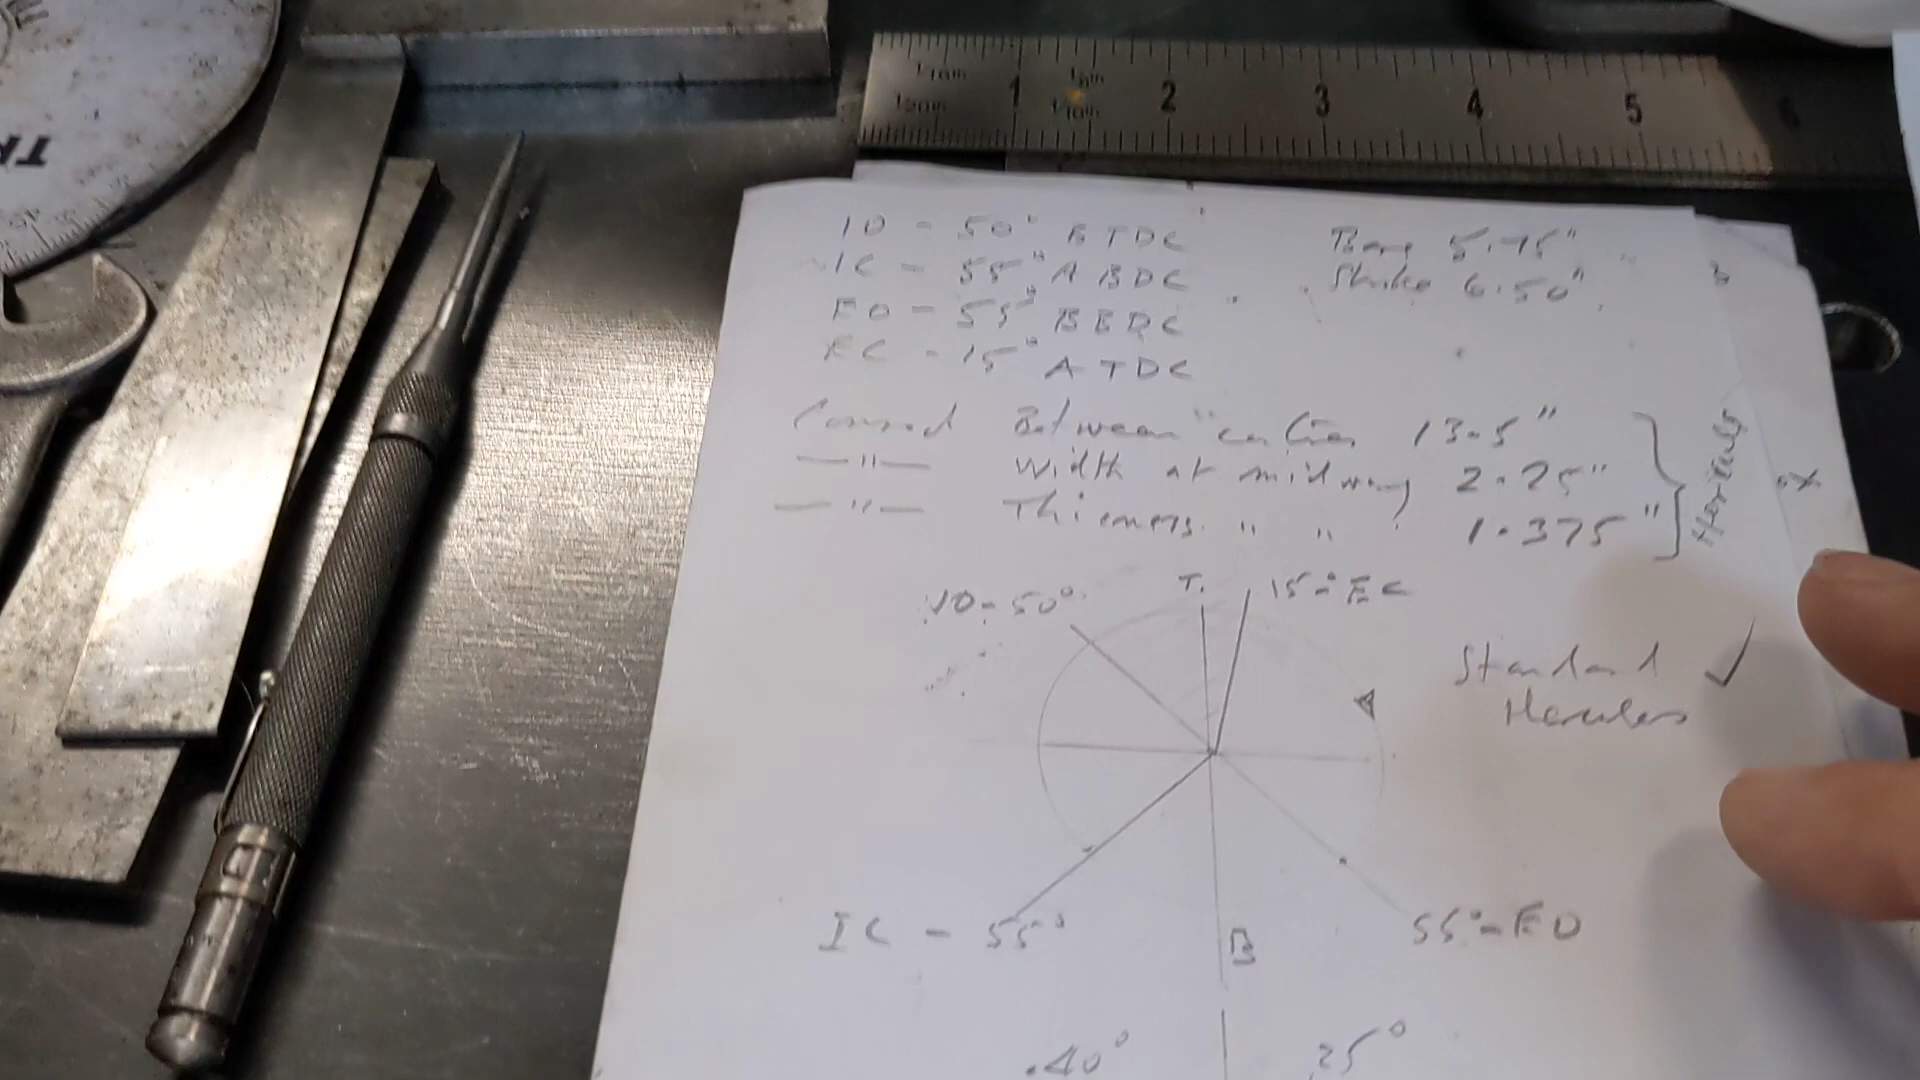 IO - 50° BTDC
Bore 5.75"
IC - 55° ABDC
Stroke 6.50"
EO - 55° BBDC
EC - 15° ATDC
Conrod Between centres 13.5"
—"— Width at midway 2.25"
—"— Thickness " " 1.375"
Hercules
IO - 50°
T.
15° - EC
Standard ✓
Hercules
IC - 55°
B
55° - EO
40°
25°
1 2 3 4 5 6